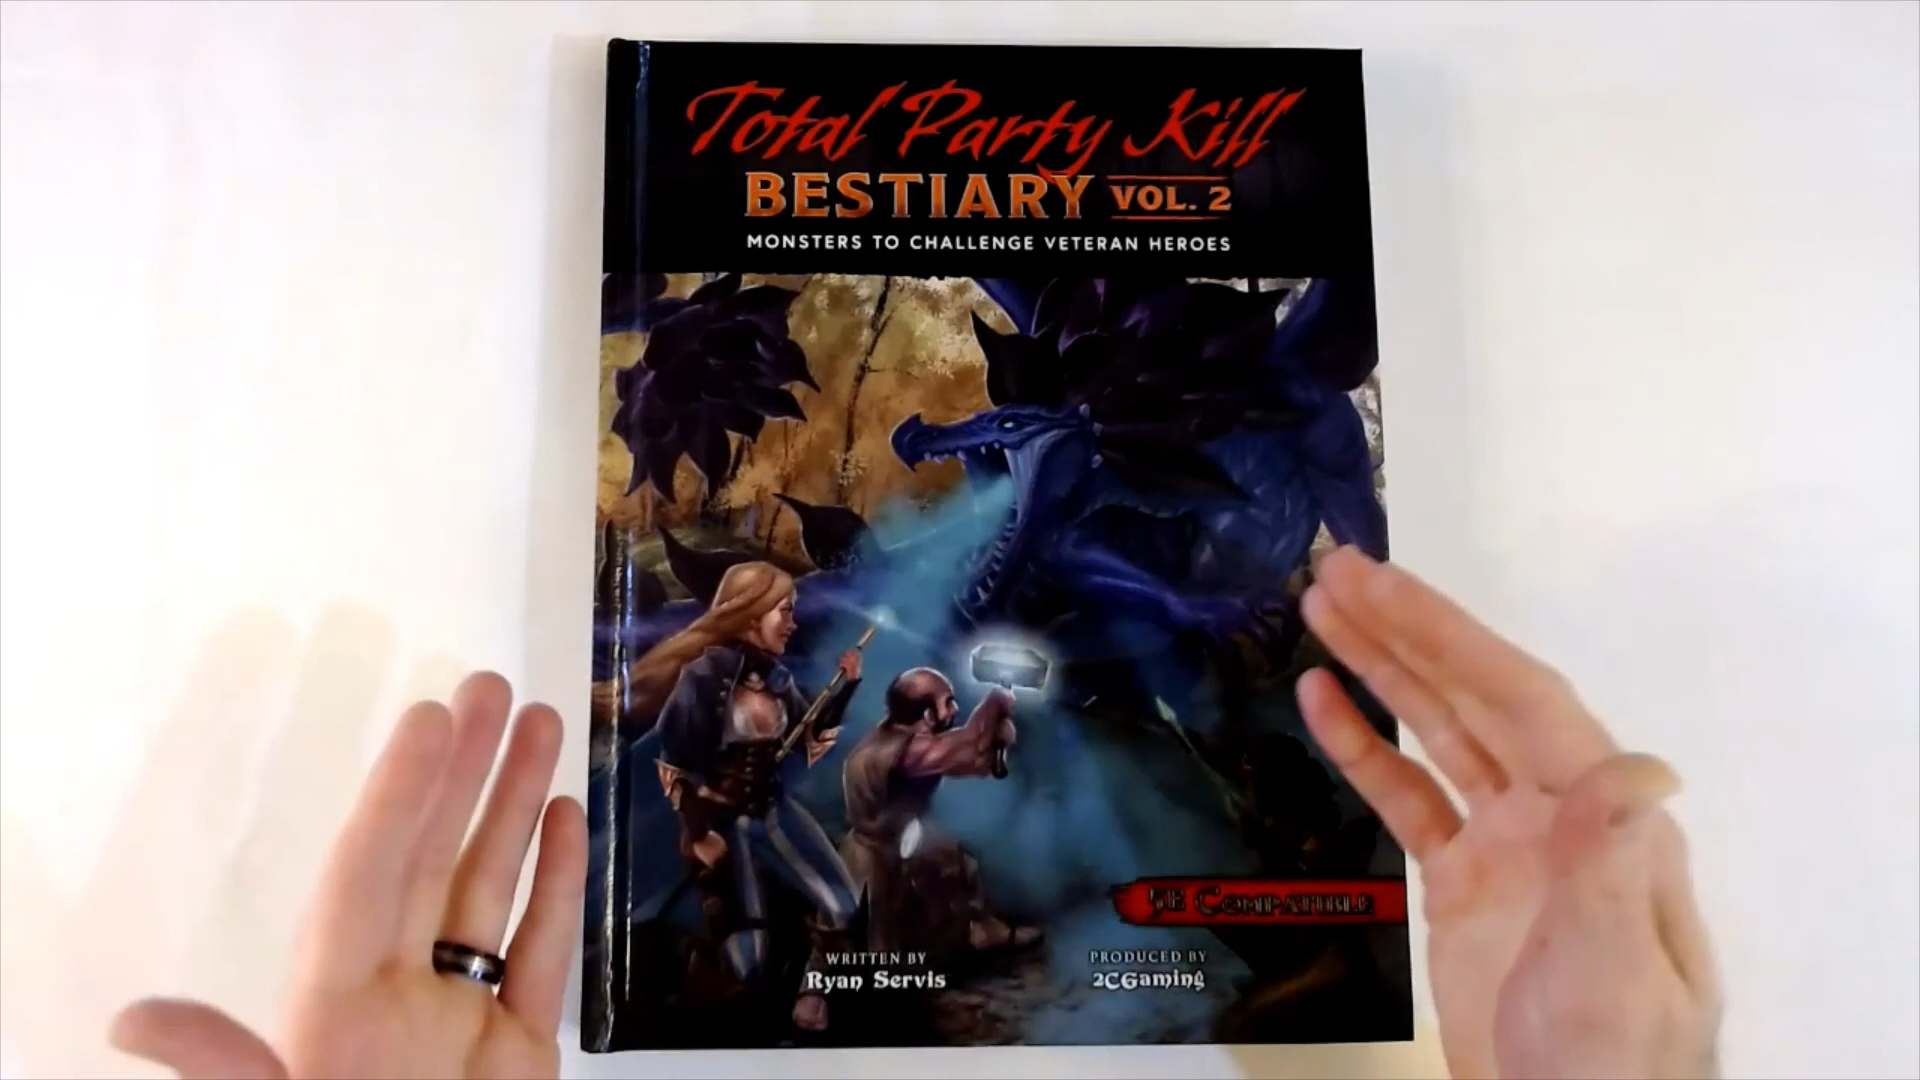 Total Party Kill
BESTIARY VOL. 2
MONSTERS TO CHALLENGE VETERAN HEROES
5E COMPATIBLE
WRITTEN BY
Ryan Servis
PRODUCED BY
2CGaming